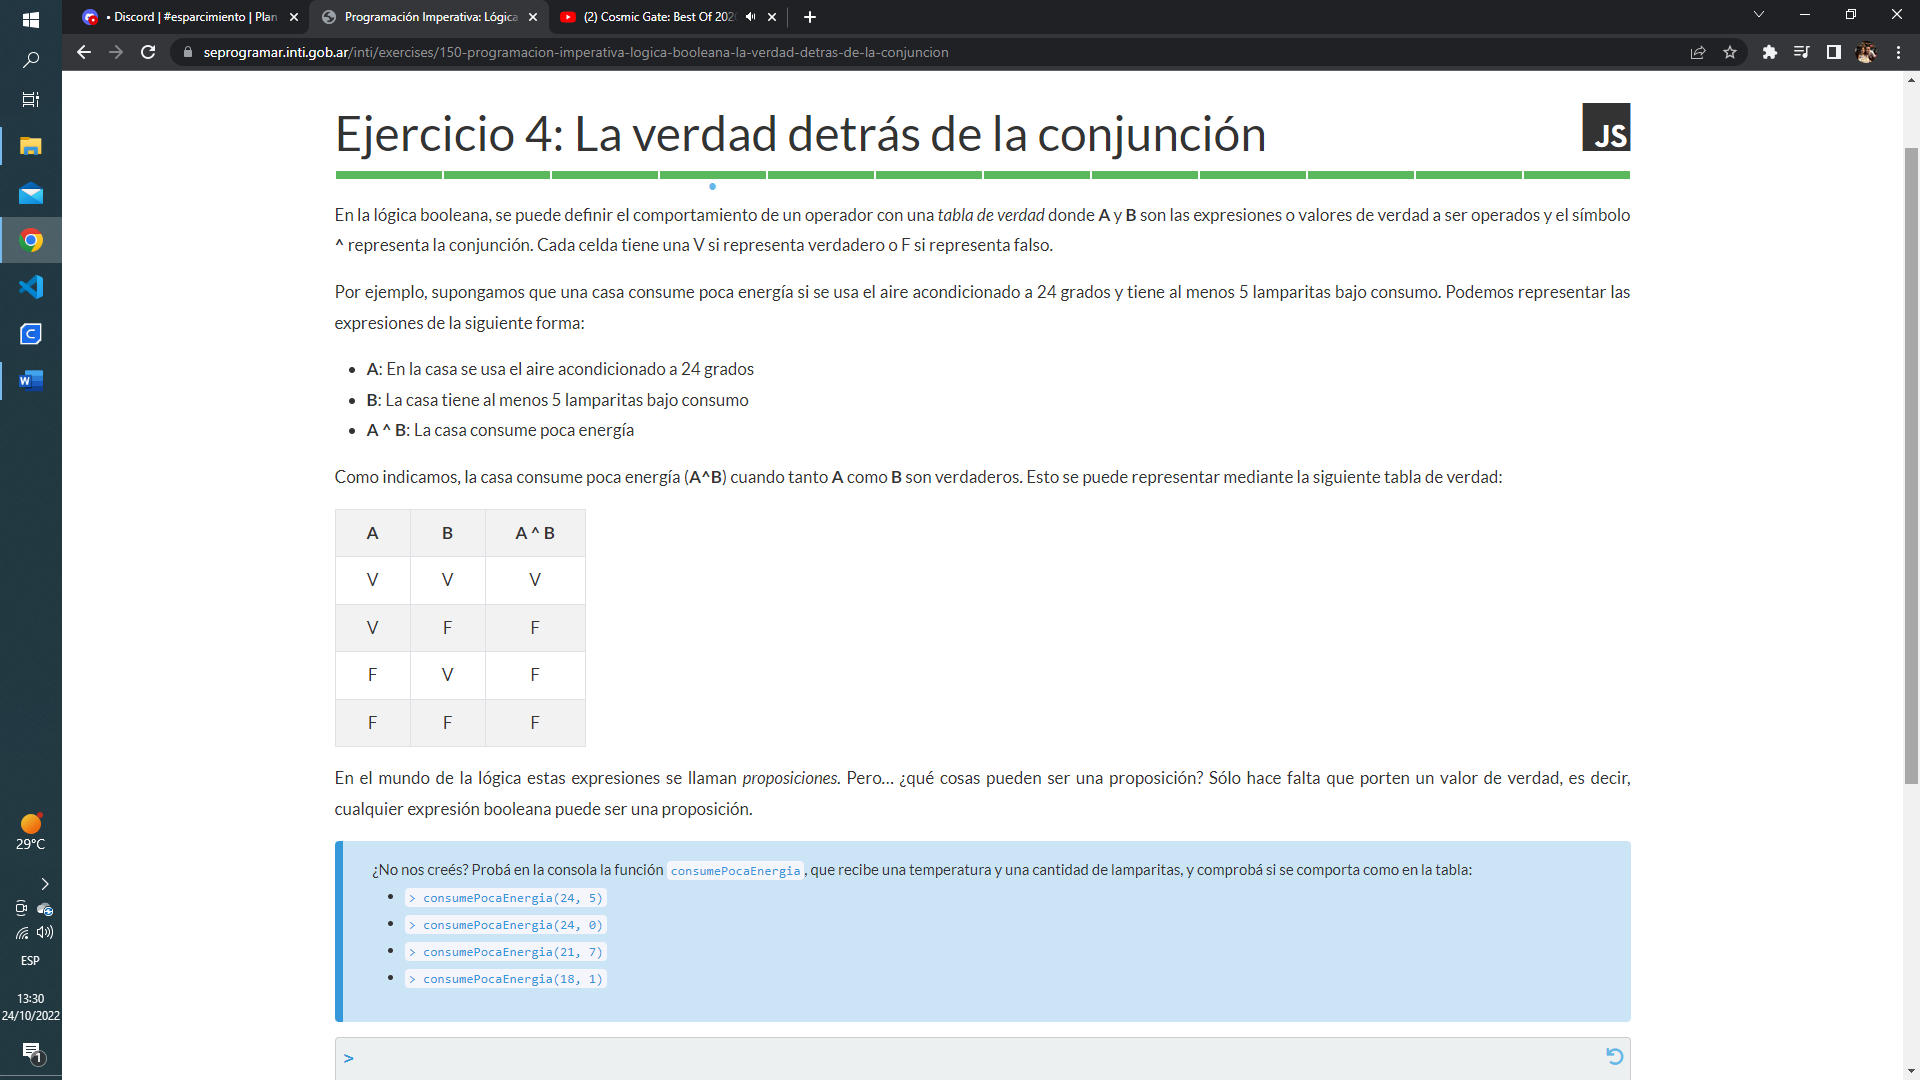 • Discord | #esparcimiento | Plan
Programación Imperativa: Lógica
(2) Cosmic Gate: Best Of 202
seprogramar.inti.gob.ar/inti/exercises/150-programacion-imperativa-logica-booleana-la-verdad-detras-de-la-conjuncion
Ejercicio 4: La verdad detrás de la conjunción
JS
En la lógica booleana, se puede definir el comportamiento de un operador con una tabla de verdad donde A y B son las expresiones o valores de verdad a ser operados y el símbolo
^ representa la conjunción. Cada celda tiene una V si representa verdadero o F si representa falso.
Por ejemplo, supongamos que una casa consume poca energía si se usa el aire acondicionado a 24 grados y tiene al menos 5 lamparitas bajo consumo. Podemos representar las
expresiones de la siguiente forma:
• A: En la casa se usa el aire acondicionado a 24 grados
• B: La casa tiene al menos 5 lamparitas bajo consumo
• A ^ B: La casa consume poca energía
Como indicamos, la casa consume poca energía (A^B) cuando tanto A como B son verdaderos. Esto se puede representar mediante la siguiente tabla de verdad:
A B A ^ B
V V V
V F F
F V F
F F F
En el mundo de la lógica estas expresiones se llaman proposiciones. Pero... ¿qué cosas pueden ser una proposición? Sólo hace falta que porten un valor de verdad, es decir,
cualquier expresión booleana puede ser una proposición.
¿No nos creés? Probá en la consola la función consumePocaEnergia, que recibe una temperatura y una cantidad de lamparitas, y comprobá si se comporta como en la tabla:
• > consumePocaEnergia(24, 5)
• > consumePocaEnergia(24, 0)
• > consumePocaEnergia(21, 7)
• > consumePocaEnergia(18, 1)
>
29°C
ESP
13:30
24/10/2022
1